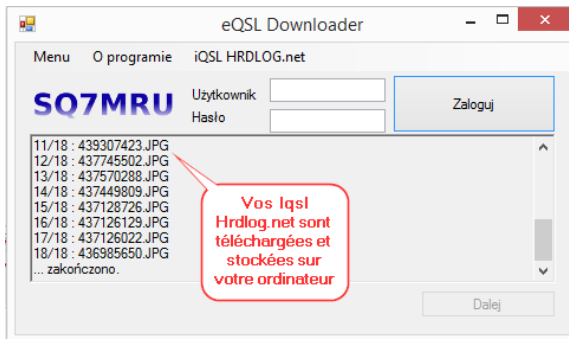 eQSL Downloader
Menu O programie iQSL HRDLOG.net
SQ7MRU
Użytkownik
Hasło
Zaloguj
11/18 : 439307423.JPG
12/18 : 437745502.JPG
13/18 : 437570288.JPG
14/18 : 437449809.JPG
15/18 : 437128726.JPG
16/18 : 437126129.JPG
17/18 : 437126022.JPG
18/18 : 436985650.JPG
... zakończono.
Vos Iqsl
Hrdlog.net sont
téléchargées et
stockées sur
votre ordinateur
Dalej